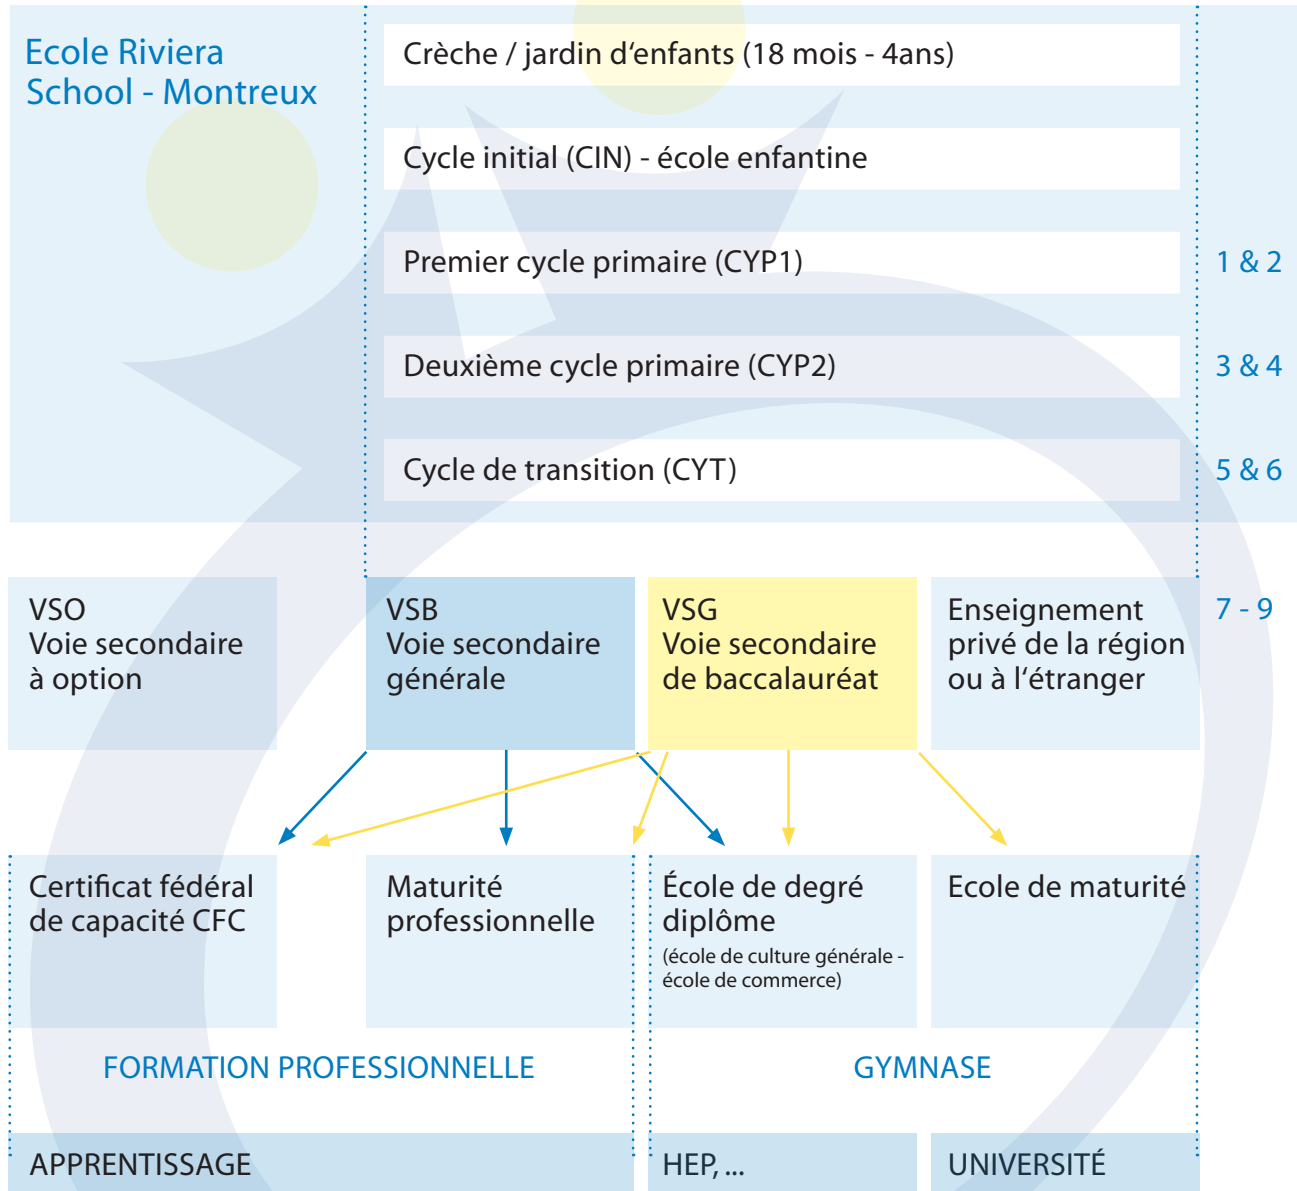 Ecole Riviera
School - Montreux
Crèche / jardin d‘enfants (18 mois - 4ans)
Cycle initial (CIN) - école enfantine
Premier cycle primaire (CYP1)
1 & 2
Deuxième cycle primaire (CYP2)
3 & 4
Cycle de transition (CYT)
5 & 6
VSO
Voie secondaire
à option
VSB
Voie secondaire
générale
VSG
Voie secondaire
de baccalauréat
Enseignement
privé de la région
ou à l‘étranger
7 - 9
Certificat fédéral
de capacité CFC
Maturité
professionnelle
École de degré
diplôme
(école de culture générale -
école de commerce)
Ecole de maturité
FORMATION PROFESSIONNELLE
GYMNASE
APPRENTISSAGE
HEP, ...
UNIVERSITÉ